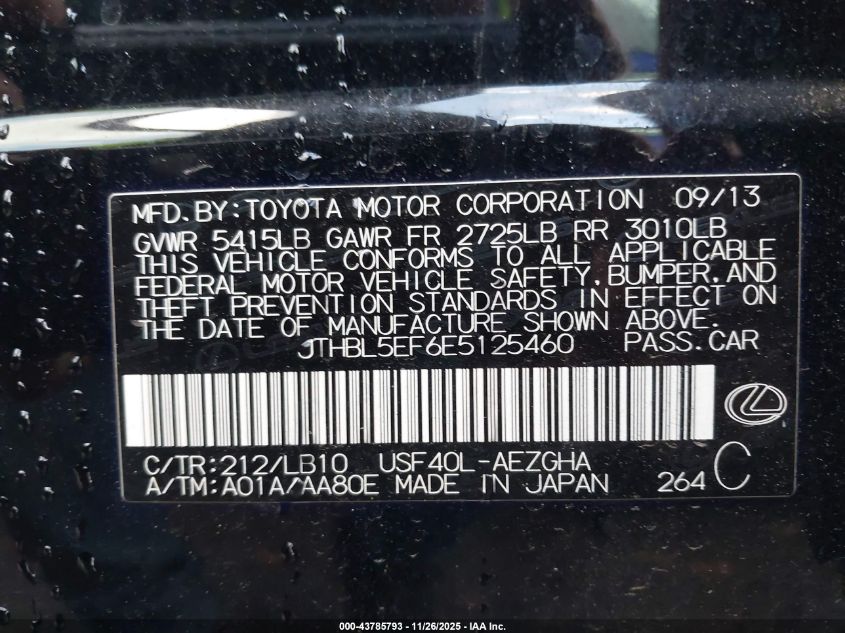 MFD.BY:TOYOTA MOTOR CORPORATION 09/13
GVWR 5415LB GAWR FR 2725LB RR 3010LB
THIS VEHICLE CONFORMS TO ALL APPLICABLE
FEDERAL MOTOR VEHICLE SAFETY,BUMPER,AND
THEFT PREVENTION STANDARDS IN EFFECT ON
THE DATE OF MANUFACTURE SHOWN ABOVE.
JTHBL5EF6E5125460 PASS.CAR
C/TR:212/LB10 USF40L-AEZGHA
A/TM:A01A/AA80E MADE IN JAPAN 264 C
000-43785793 - 11/26/2025 - IAA Inc.